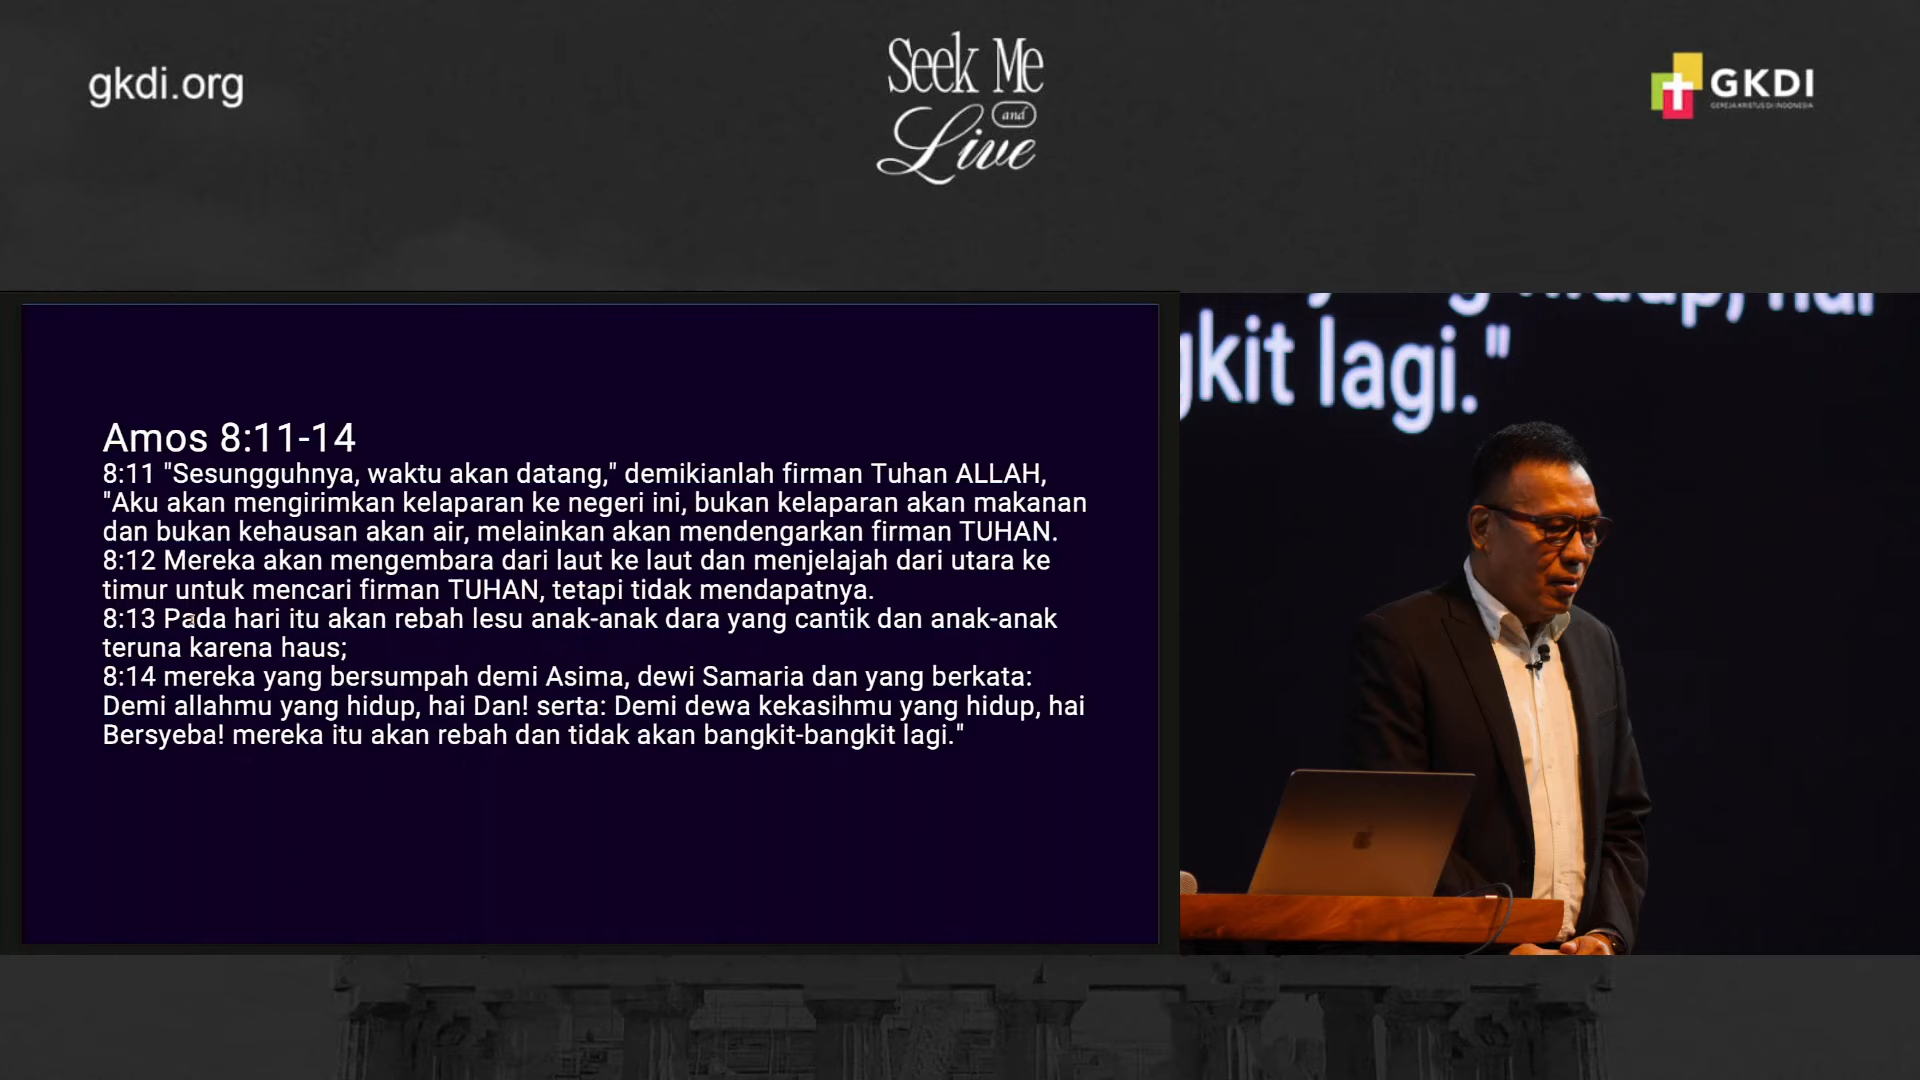 gkdi.org
Seek Me
and
Live
GKDI
GEREJA KRISTUS DI INDONESIA
Amos 8:11-14
8:11 "Sesungguhnya, waktu akan datang," demikianlah firman Tuhan ALLAH,
"Aku akan mengirimkan kelaparan ke negeri ini, bukan kelaparan akan makanan
dan bukan kehausan akan air, melainkan akan mendengarkan firman TUHAN.
8:12 Mereka akan mengembara dari laut ke laut dan menjelajah dari utara ke
timur untuk mencari firman TUHAN, tetapi tidak mendapatnya.
8:13 Pada hari itu akan rebah lesu anak-anak dara yang cantik dan anak-anak
teruna karena haus;
8:14 mereka yang bersumpah demi Asima, dewi Samaria dan yang berkata:
Demi allahmu yang hidup, hai Dan! serta: Demi dewa kekasihmu yang hidup, hai
Bersyeba! mereka itu akan rebah dan tidak akan bangkit-bangkit lagi."
gkit lagi."